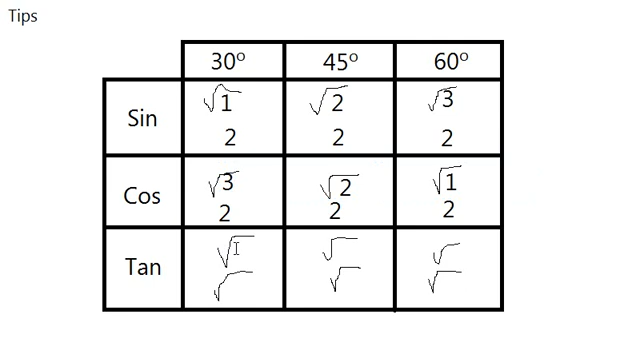 Tips
30° 45° 60°
Sin √1 √2 √3
2 2 2
Cos √3 √2 √1
2 2 2
Tan √ √ √
√ √ √